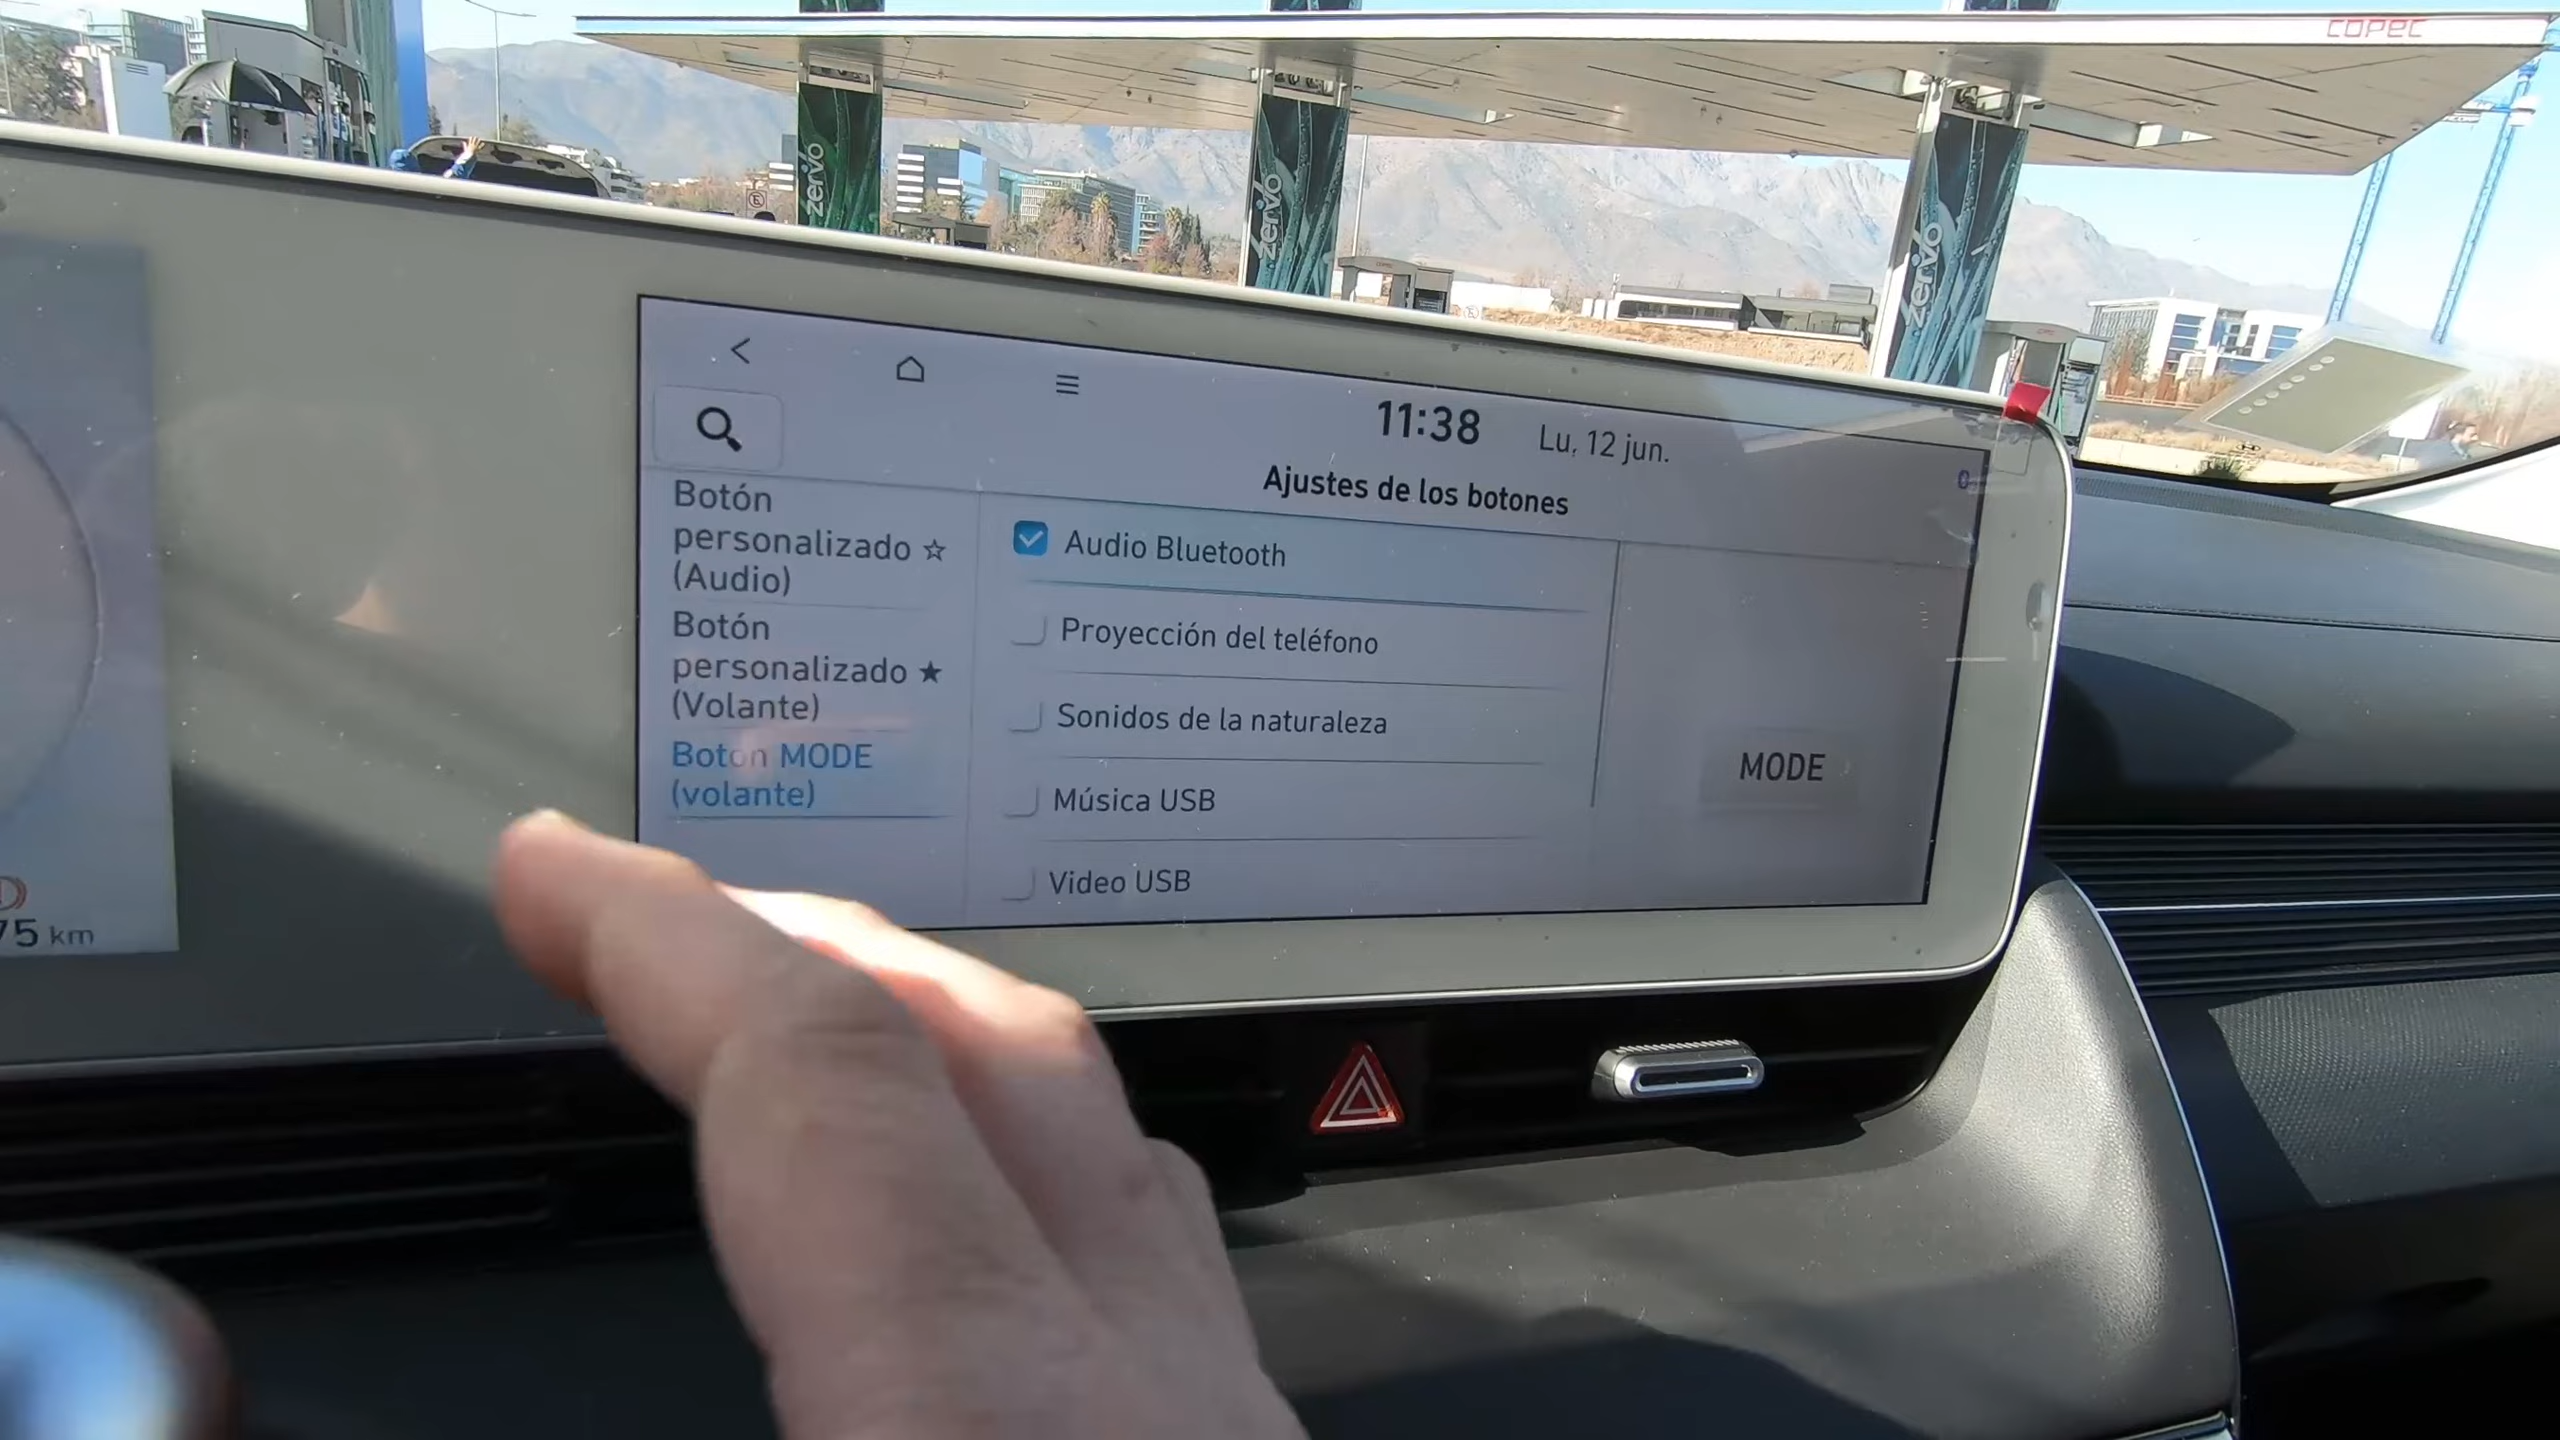 copec
zervo
zervo
zervo
11:38
Lu, 12 jun.
Ajustes de los botones
Botón
personalizado ☆
(Audio)
Botón
personalizado ★
(Volante)
Botón MODE
(volante)
Audio Bluetooth
Proyección del teléfono
Sonidos de la naturaleza
Música USB
Video USB
MODE
75 km